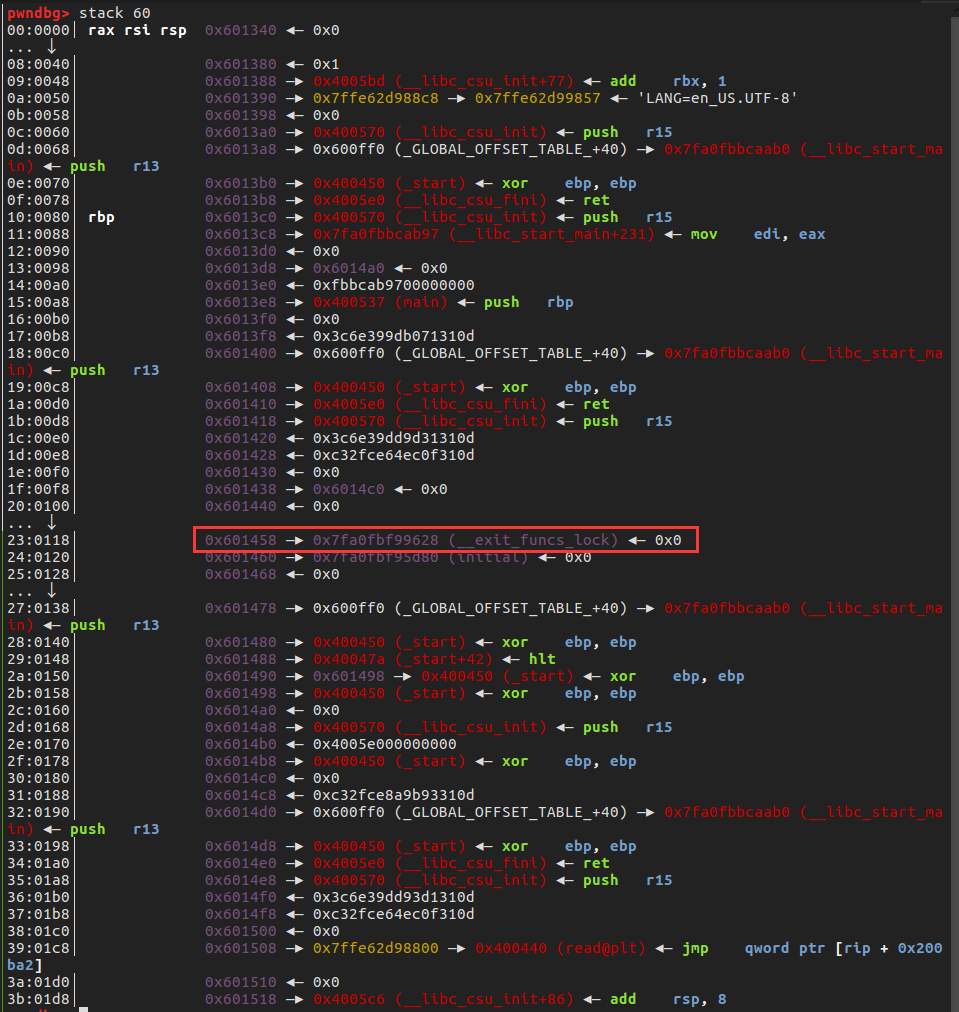 pwndbg> stack 60
00:0000│ rax rsi rsp 0x601340 ◂— 0x0
... ↓
08:0040│ 0x601380 ◂— 0x1
09:0048│ 0x601388 —▸ 0x4005bd (__libc_csu_init+77) ◂— add rbx, 1
0a:0050│ 0x601390 —▸ 0x7ffe62d988c8 —▸ 0x7ffe62d99857 ◂— 'LANG=en_US.UTF-8'
0b:0058│ 0x601398 ◂— 0x0
0c:0060│ 0x6013a0 —▸ 0x400570 (__libc_csu_init) ◂— push r15
0d:0068│ 0x6013a8 —▸ 0x600ff0 (_GLOBAL_OFFSET_TABLE_+40) —▸ 0x7fa0fbbcaab0 (__libc_start_ma
in) ◂— push r13
0e:0070│ 0x6013b0 —▸ 0x400450 (_start) ◂— xor ebp, ebp
0f:0078│ 0x6013b8 —▸ 0x4005e0 (__libc_csu_fini) ◂— ret
10:0080│ rbp 0x6013c0 —▸ 0x400570 (__libc_csu_init) ◂— push r15
11:0088│ 0x6013c8 —▸ 0x7fa0fbbcab97 (__libc_start_main+231) ◂— mov edi, eax
12:0090│ 0x6013d0 ◂— 0x0
13:0098│ 0x6013d8 —▸ 0x6014a0 ◂— 0x0
14:00a0│ 0x6013e0 ◂— 0xfbbcab9700000000
15:00a8│ 0x6013e8 —▸ 0x400537 (main) ◂— push rbp
16:00b0│ 0x6013f0 ◂— 0x0
17:00b8│ 0x6013f8 ◂— 0x3c6e399db071310d
18:00c0│ 0x601400 —▸ 0x600ff0 (_GLOBAL_OFFSET_TABLE_+40) —▸ 0x7fa0fbbcaab0 (__libc_start_ma
in) ◂— push r13
19:00c8│ 0x601408 —▸ 0x400450 (_start) ◂— xor ebp, ebp
1a:00d0│ 0x601410 —▸ 0x4005e0 (__libc_csu_fini) ◂— ret
1b:00d8│ 0x601418 —▸ 0x400570 (__libc_csu_init) ◂— push r15
1c:00e0│ 0x601420 ◂— 0x3c6e39dd9d31310d
1d:00e8│ 0x601428 ◂— 0xc32fce64ec0f310d
1e:00f0│ 0x601430 ◂— 0x0
1f:00f8│ 0x601438 —▸ 0x6014c0 ◂— 0x0
20:0100│ 0x601440 ◂— 0x0
... ↓
23:0118│ 0x601458 —▸ 0x7fa0fbf99628 (__exit_funcs_lock) ◂— 0x0
24:0120│ 0x601460 —▸ 0x7fa0fbf95d80 (initial) ◂— 0x0
25:0128│ 0x601468 ◂— 0x0
... ↓
27:0138│ 0x601478 —▸ 0x600ff0 (_GLOBAL_OFFSET_TABLE_+40) —▸ 0x7fa0fbbcaab0 (__libc_start_ma
in) ◂— push r13
28:0140│ 0x601480 —▸ 0x400450 (_start) ◂— xor ebp, ebp
29:0148│ 0x601488 —▸ 0x40047a (_start+42) ◂— hlt
2a:0150│ 0x601490 —▸ 0x601498 —▸ 0x400450 (_start) ◂— xor ebp, ebp
2b:0158│ 0x601498 —▸ 0x400450 (_start) ◂— xor ebp, ebp
2c:0160│ 0x6014a0 ◂— 0x0
2d:0168│ 0x6014a8 —▸ 0x400570 (__libc_csu_init) ◂— push r15
2e:0170│ 0x6014b0 ◂— 0x4005e000000000
2f:0178│ 0x6014b8 —▸ 0x400450 (_start) ◂— xor ebp, ebp
30:0180│ 0x6014c0 ◂— 0x0
31:0188│ 0x6014c8 ◂— 0xc32fce8a9b93310d
32:0190│ 0x6014d0 —▸ 0x600ff0 (_GLOBAL_OFFSET_TABLE_+40) —▸ 0x7fa0fbbcaab0 (__libc_start_ma
in) ◂— push r13
33:0198│ 0x6014d8 —▸ 0x400450 (_start) ◂— xor ebp, ebp
34:01a0│ 0x6014e0 —▸ 0x4005e0 (__libc_csu_fini) ◂— ret
35:01a8│ 0x6014e8 —▸ 0x400570 (__libc_csu_init) ◂— push r15
36:01b0│ 0x6014f0 ◂— 0x3c6e39dd93d1310d
37:01b8│ 0x6014f8 ◂— 0xc32fce64ec0f310d
38:01c0│ 0x601500 ◂— 0x0
39:01c8│ 0x601508 —▸ 0x7ffe62d98800 —▸ 0x400440 (read@plt) ◂— jmp qword ptr [rip + 0x200
ba2]
3a:01d0│ 0x601510 ◂— 0x0
3b:01d8│ 0x601518 —▸ 0x4005c6 (__libc_csu_init+86) ◂— add rsp, 8